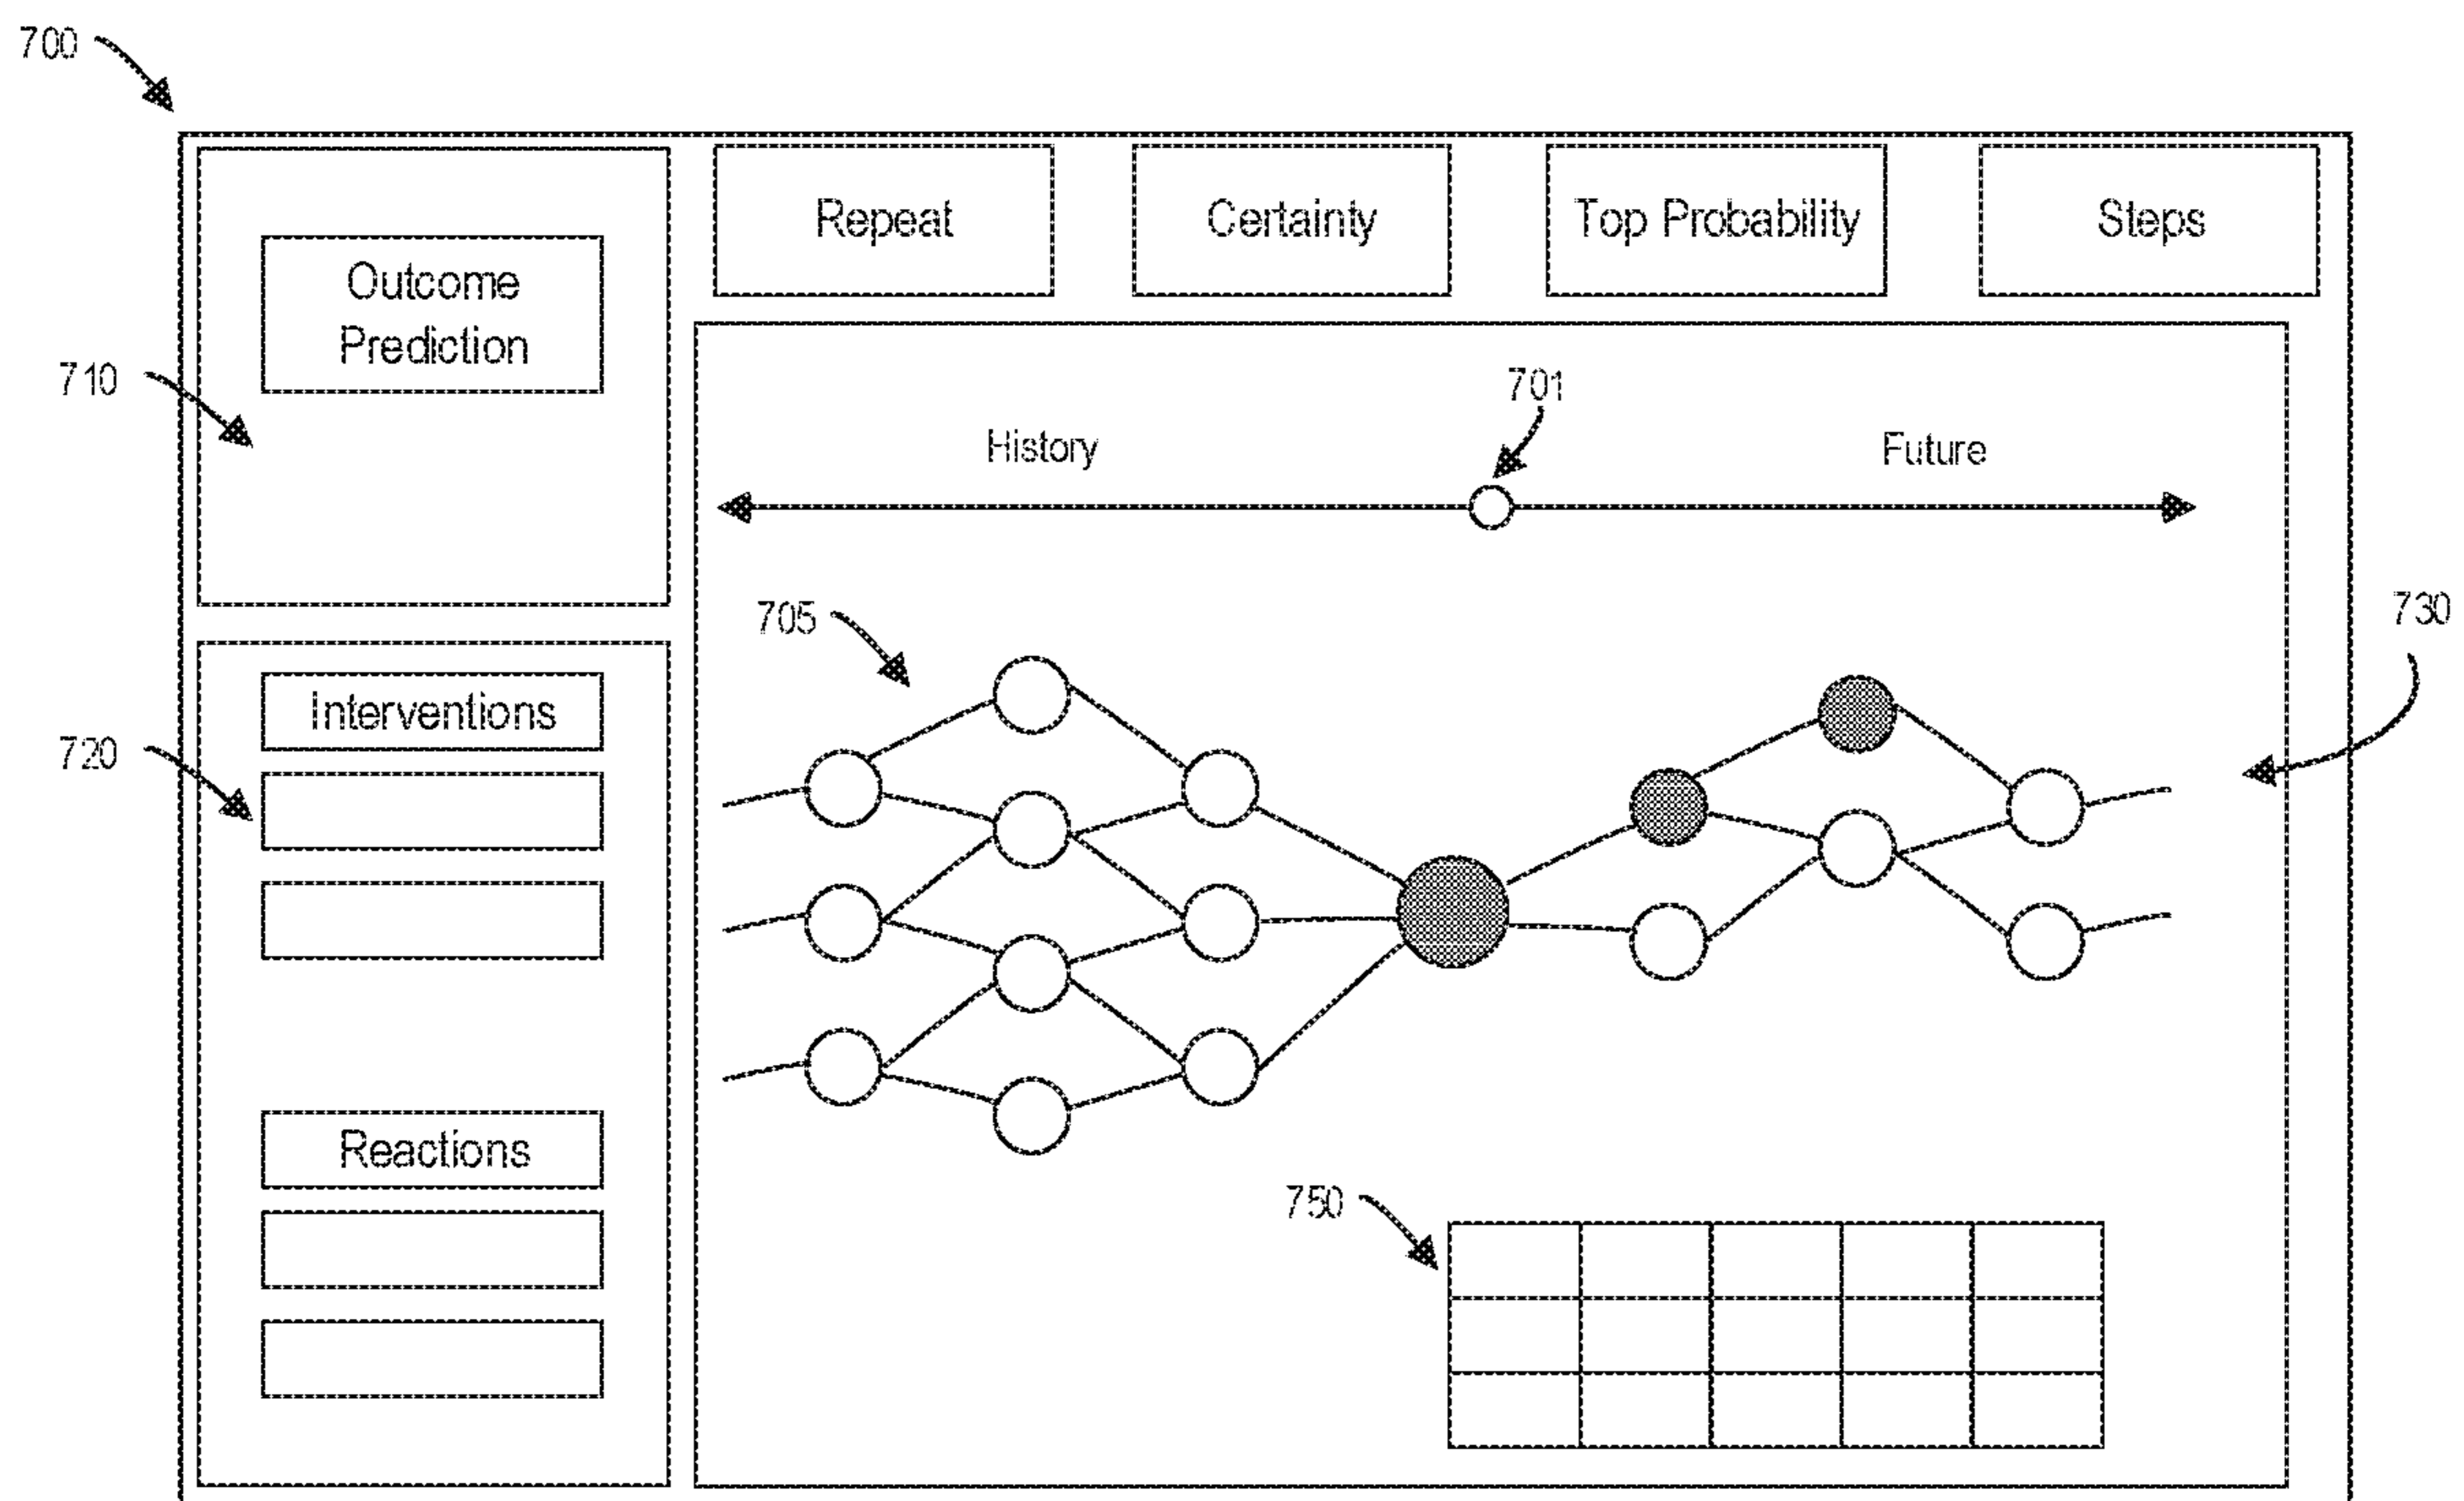 700
Repeat
Certainty
Top Probability
Steps
Outcome
Prediction
710
701
History
Future
705
730
Interventions
720
Reactions
750